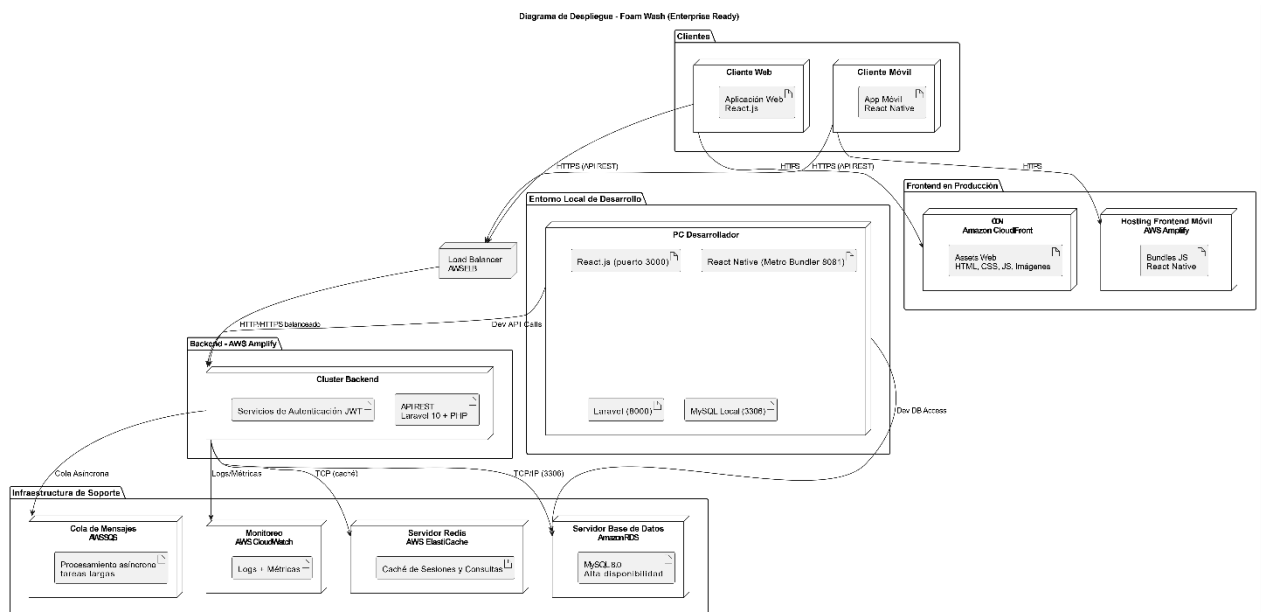 Diagrama de Despliegue - Foam Wash (Enterprise Ready)
Clientes
Cliente Web
Aplicación Web
React.js
Cliente Móvil
App Móvil
React Native
HTTPS (API REST)
HTTPS
HTTPS (API REST)
HTTPS
Frontend en Producción
CDN
Amazon CloudFront
Assets Web
HTML, CSS, JS, Imágenes
Hosting Frontend Móvil
AWS Amplify
Bundles JS
React Native
Entorno Local de Desarrollo
PC Desarrollador
React.js (puerto 3000)
React Native (Metro Bundler 8081)
Laravel (8000)
MySQL Local (3306)
Load Balancer
AWS ELB
HTTP/HTTPS balanceado
Dev API Calls
Dev DB Access
Backend - AWS Amplify
Cluster Backend
Servicios de Autenticación JWT
API REST
Laravel 10 + PHP
Cola Asíncrona
Logs/Métricas
TCP (caché)
TCP/IP (3306)
Infraestructura de Soporte
Cola de Mensajes
AWS SQS
Procesamiento asíncrono
tareas largas
Monitoreo
AWS CloudWatch
Logs + Métricas
Servidor Redis
AWS ElastiCache
Caché de Sesiones y Consultas
Servidor Base de Datos
Amazon RDS
MySQL 8.0
Alta disponibilidad